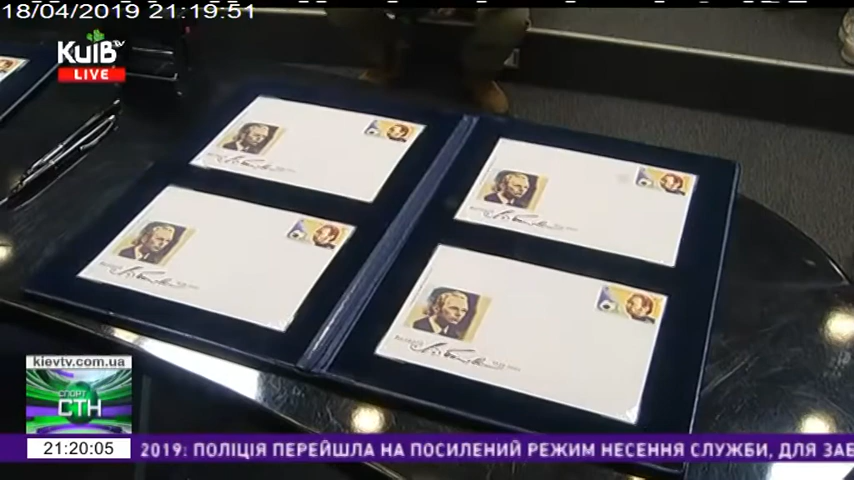 18/04/2019 21:19:51
КиїВ TV
LIVE
kievtv.com.ua
СПОРТ
СТН
21:20:05
2019: ПОЛІЦІЯ ПЕРЕЙШЛА НА ПОСИЛЕНИЙ РЕЖИМ НЕСЕННЯ СЛУЖБИ, ДЛЯ ЗАБ